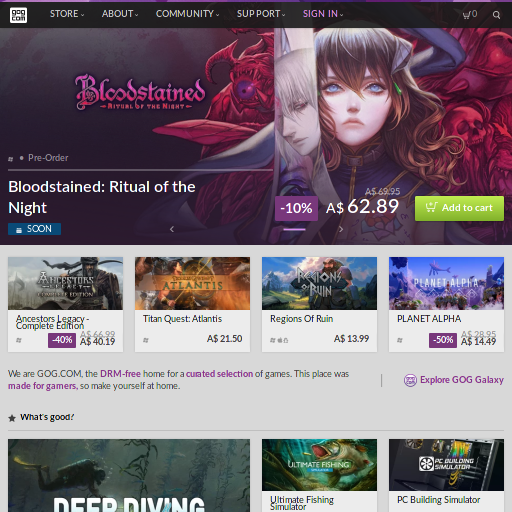 GOG
COM
STORE
ABOUT
COMMUNITY
SUPPORT
SIGN IN
0
Bloodstained
RITUAL OF THE NIGHT
Pre-Order
Bloodstained: Ritual of the
Night
SOON
-10%
A$ 69.95
A$ 62.89
Add to cart
ANCESTORS
LEGACY
COMPLETE EDITION
TITAN QUEST
ATLANTIS
REGIONS
OF RUIN
PLANET ALPHA
Ancestors Legacy -
Complete Edition
-40%
A$ 66.99
A$ 40.19
Titan Quest: Atlantis
A$ 21.50
Regions Of Ruin
A$ 13.99
PLANET ALPHA
-50%
A$ 28.95
A$ 14.49
We are GOG.COM, the DRM-free home for a curated selection of games. This place was
made for gamers, so make yourself at home.
Explore GOG Galaxy
What's good?
DEEP DIVING
ULTIMATE FISHING
SIMULATOR
Ultimate Fishing
Simulator
PC BUILDING
SIMULATOR
PC Building Simulator